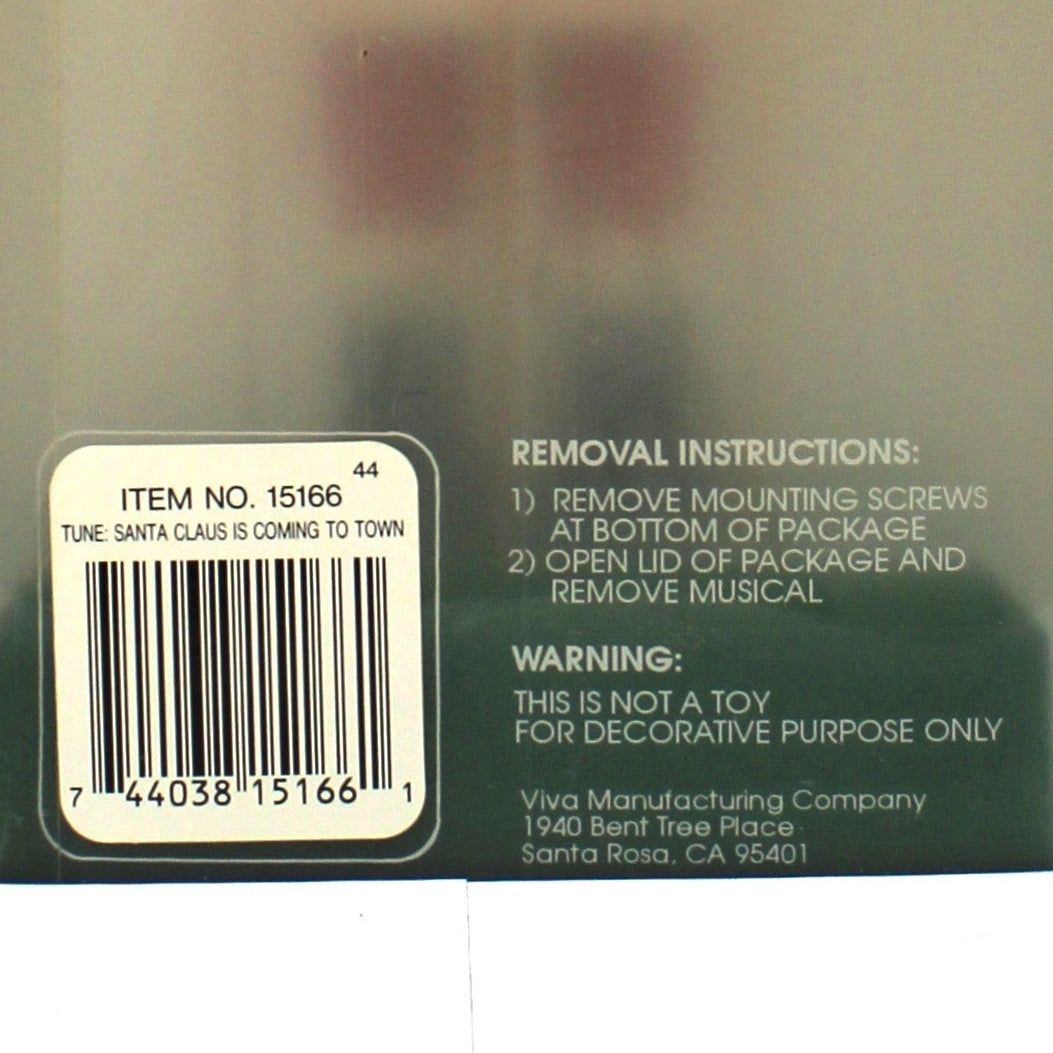 44
ITEM NO. 15166
TUNE: SANTA CLAUS IS COMING TO TOWN
7 44038 15166 1
REMOVAL INSTRUCTIONS:
1) REMOVE MOUNTING SCREWS
AT BOTTOM OF PACKAGE
2) OPEN LID OF PACKAGE AND
REMOVE MUSICAL
WARNING:
THIS IS NOT A TOY
FOR DECORATIVE PURPOSE ONLY
Viva Manufacturing Company
1940 Bent Tree Place
Santa Rosa, CA 95401